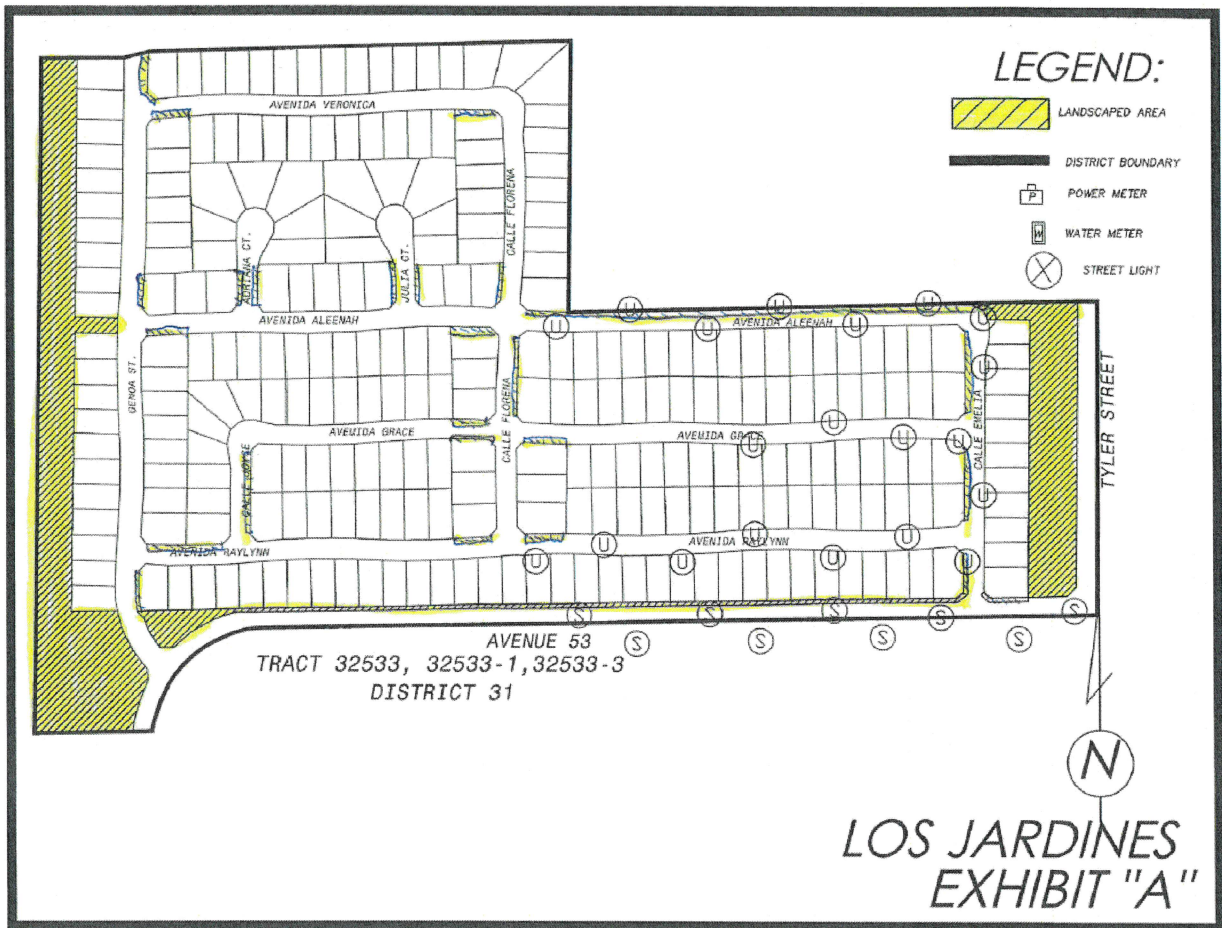 LEGEND:
LANDSCAPED AREA
DISTRICT BOUNDARY
P
POWER METER
W
WATER METER
STREET LIGHT
AVENIDA VERONICA
CALLE FLORENA
ADRIANA CT.
JULIA CT.
AVENIDA ALEENAH
U
U
U
AVENIDA ALEENAH
U
U
U
U
GENOA ST.
U
CALLE FLORENA
AVENIDA GRACE
AVENIDA GRACE
U
U
U
U
CALLE EMELIA
TYLER STREET
CALLE JOYSE
U
AVENIDA RAYLYNN
AVENIDA RAYLYNN
U
U
U
U
U
U
U
S
S
S
S
S
S
S
S
S
AVENUE 53
TRACT 32533, 32533-1,32533-3
DISTRICT 31
N
LOS JARDINES
EXHIBIT "A"